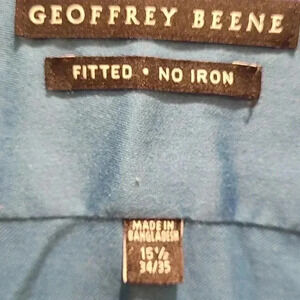 GEOFFREY BEENE
FITTED • NO IRON
MADE IN
BANGLADESH
15½
34/35